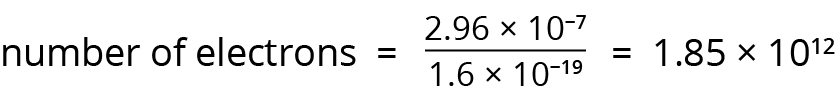 number of electrons = 2.96 × 10⁻⁷ / 1.6 × 10⁻¹⁹ = 1.85 × 10¹²